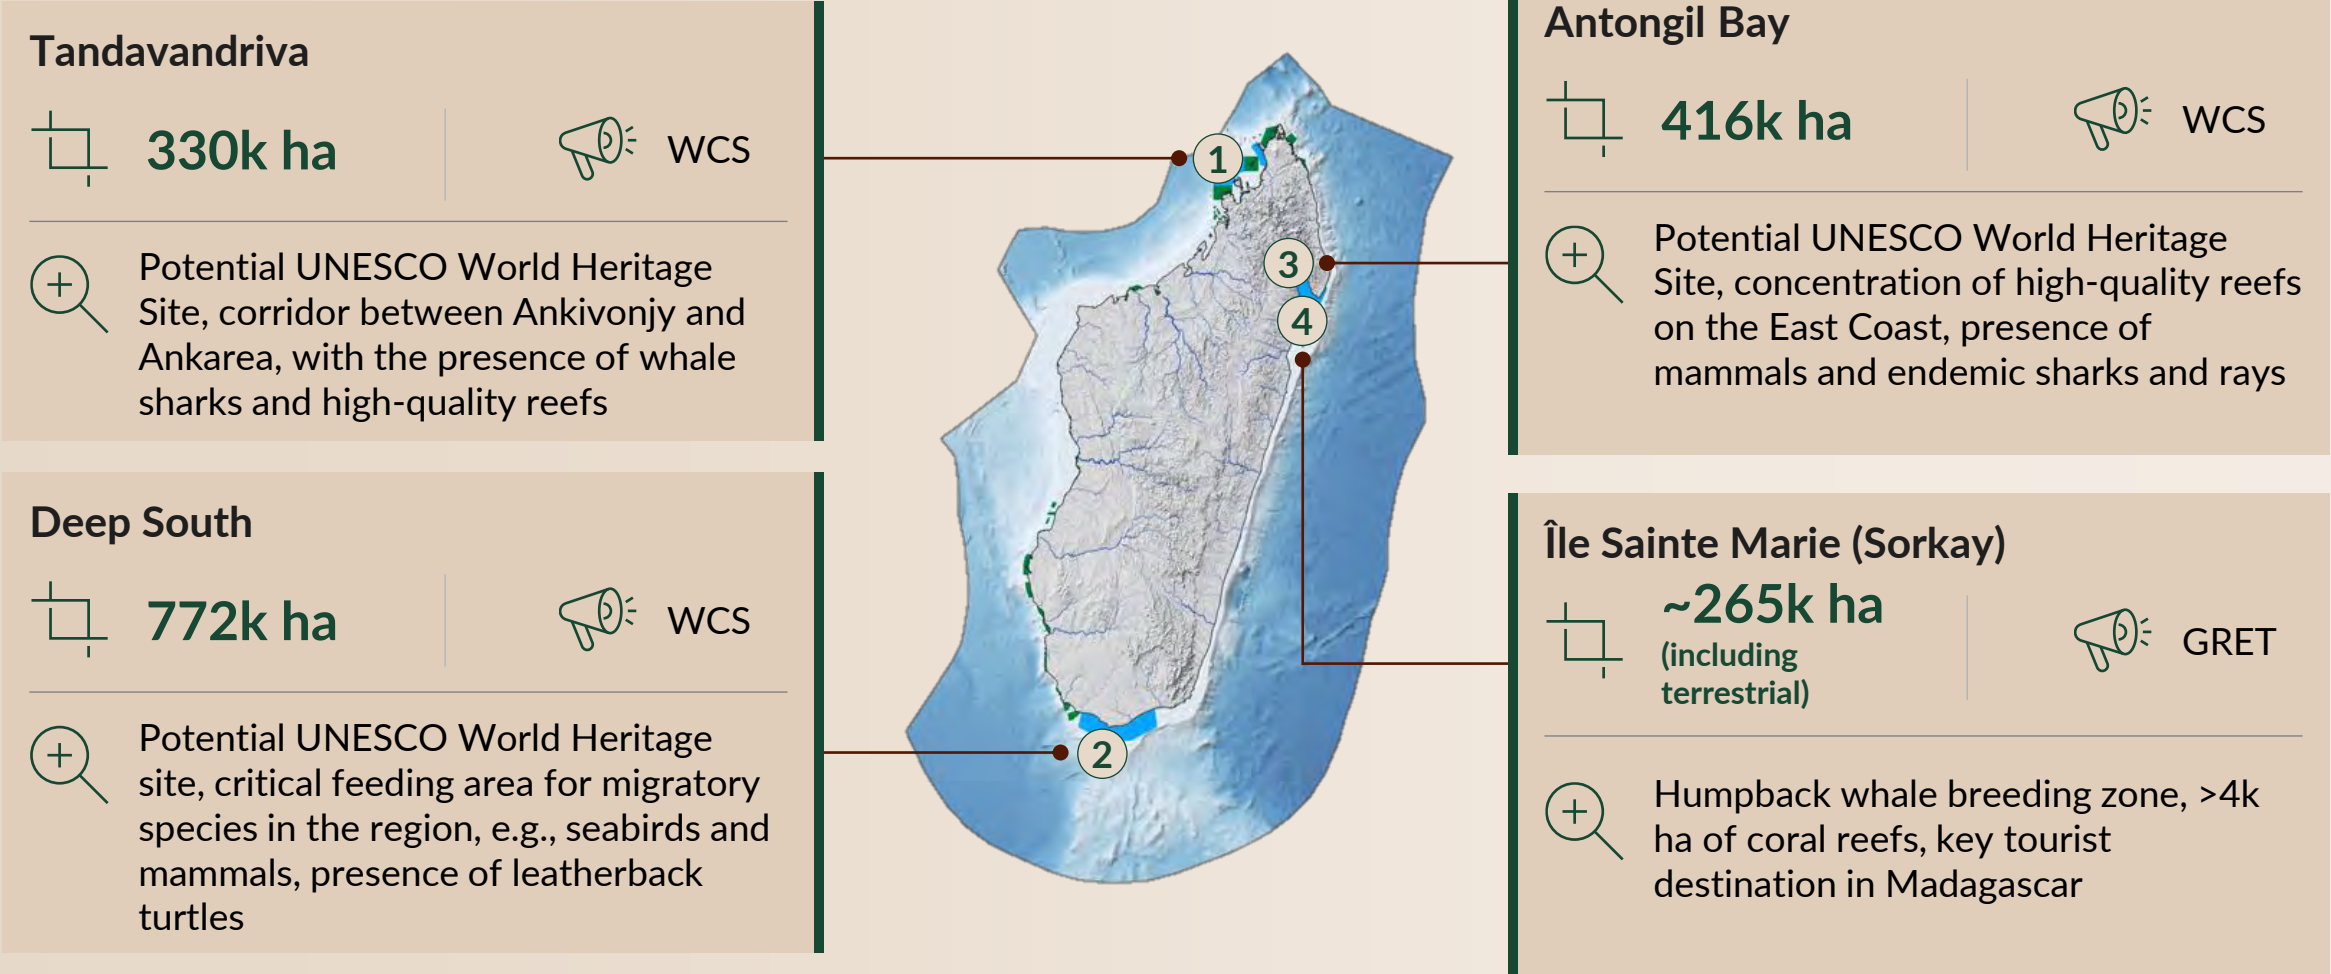 Tandavandriva
330k ha
WCS
Potential UNESCO World Heritage
Site, corridor between Ankivonjy and
Ankarea, with the presence of whale
sharks and high-quality reefs
Deep South
772k ha
WCS
Potential UNESCO World Heritage
site, critical feeding area for migratory
species in the region, e.g., seabirds and
mammals, presence of leatherback
turtles
1
3
4
2
Antongil Bay
416k ha
WCS
Potential UNESCO World Heritage
Site, concentration of high-quality reefs
on the East Coast, presence of
mammals and endemic sharks and rays
Île Sainte Marie (Sorkay)
~265k ha
(including
terrestrial)
GRET
Humpback whale breeding zone, >4k
ha of coral reefs, key tourist
destination in Madagascar